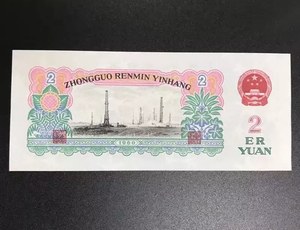 2 ZHONGGUO RENMIN YINHANG 2
2
ER
YUAN
1960